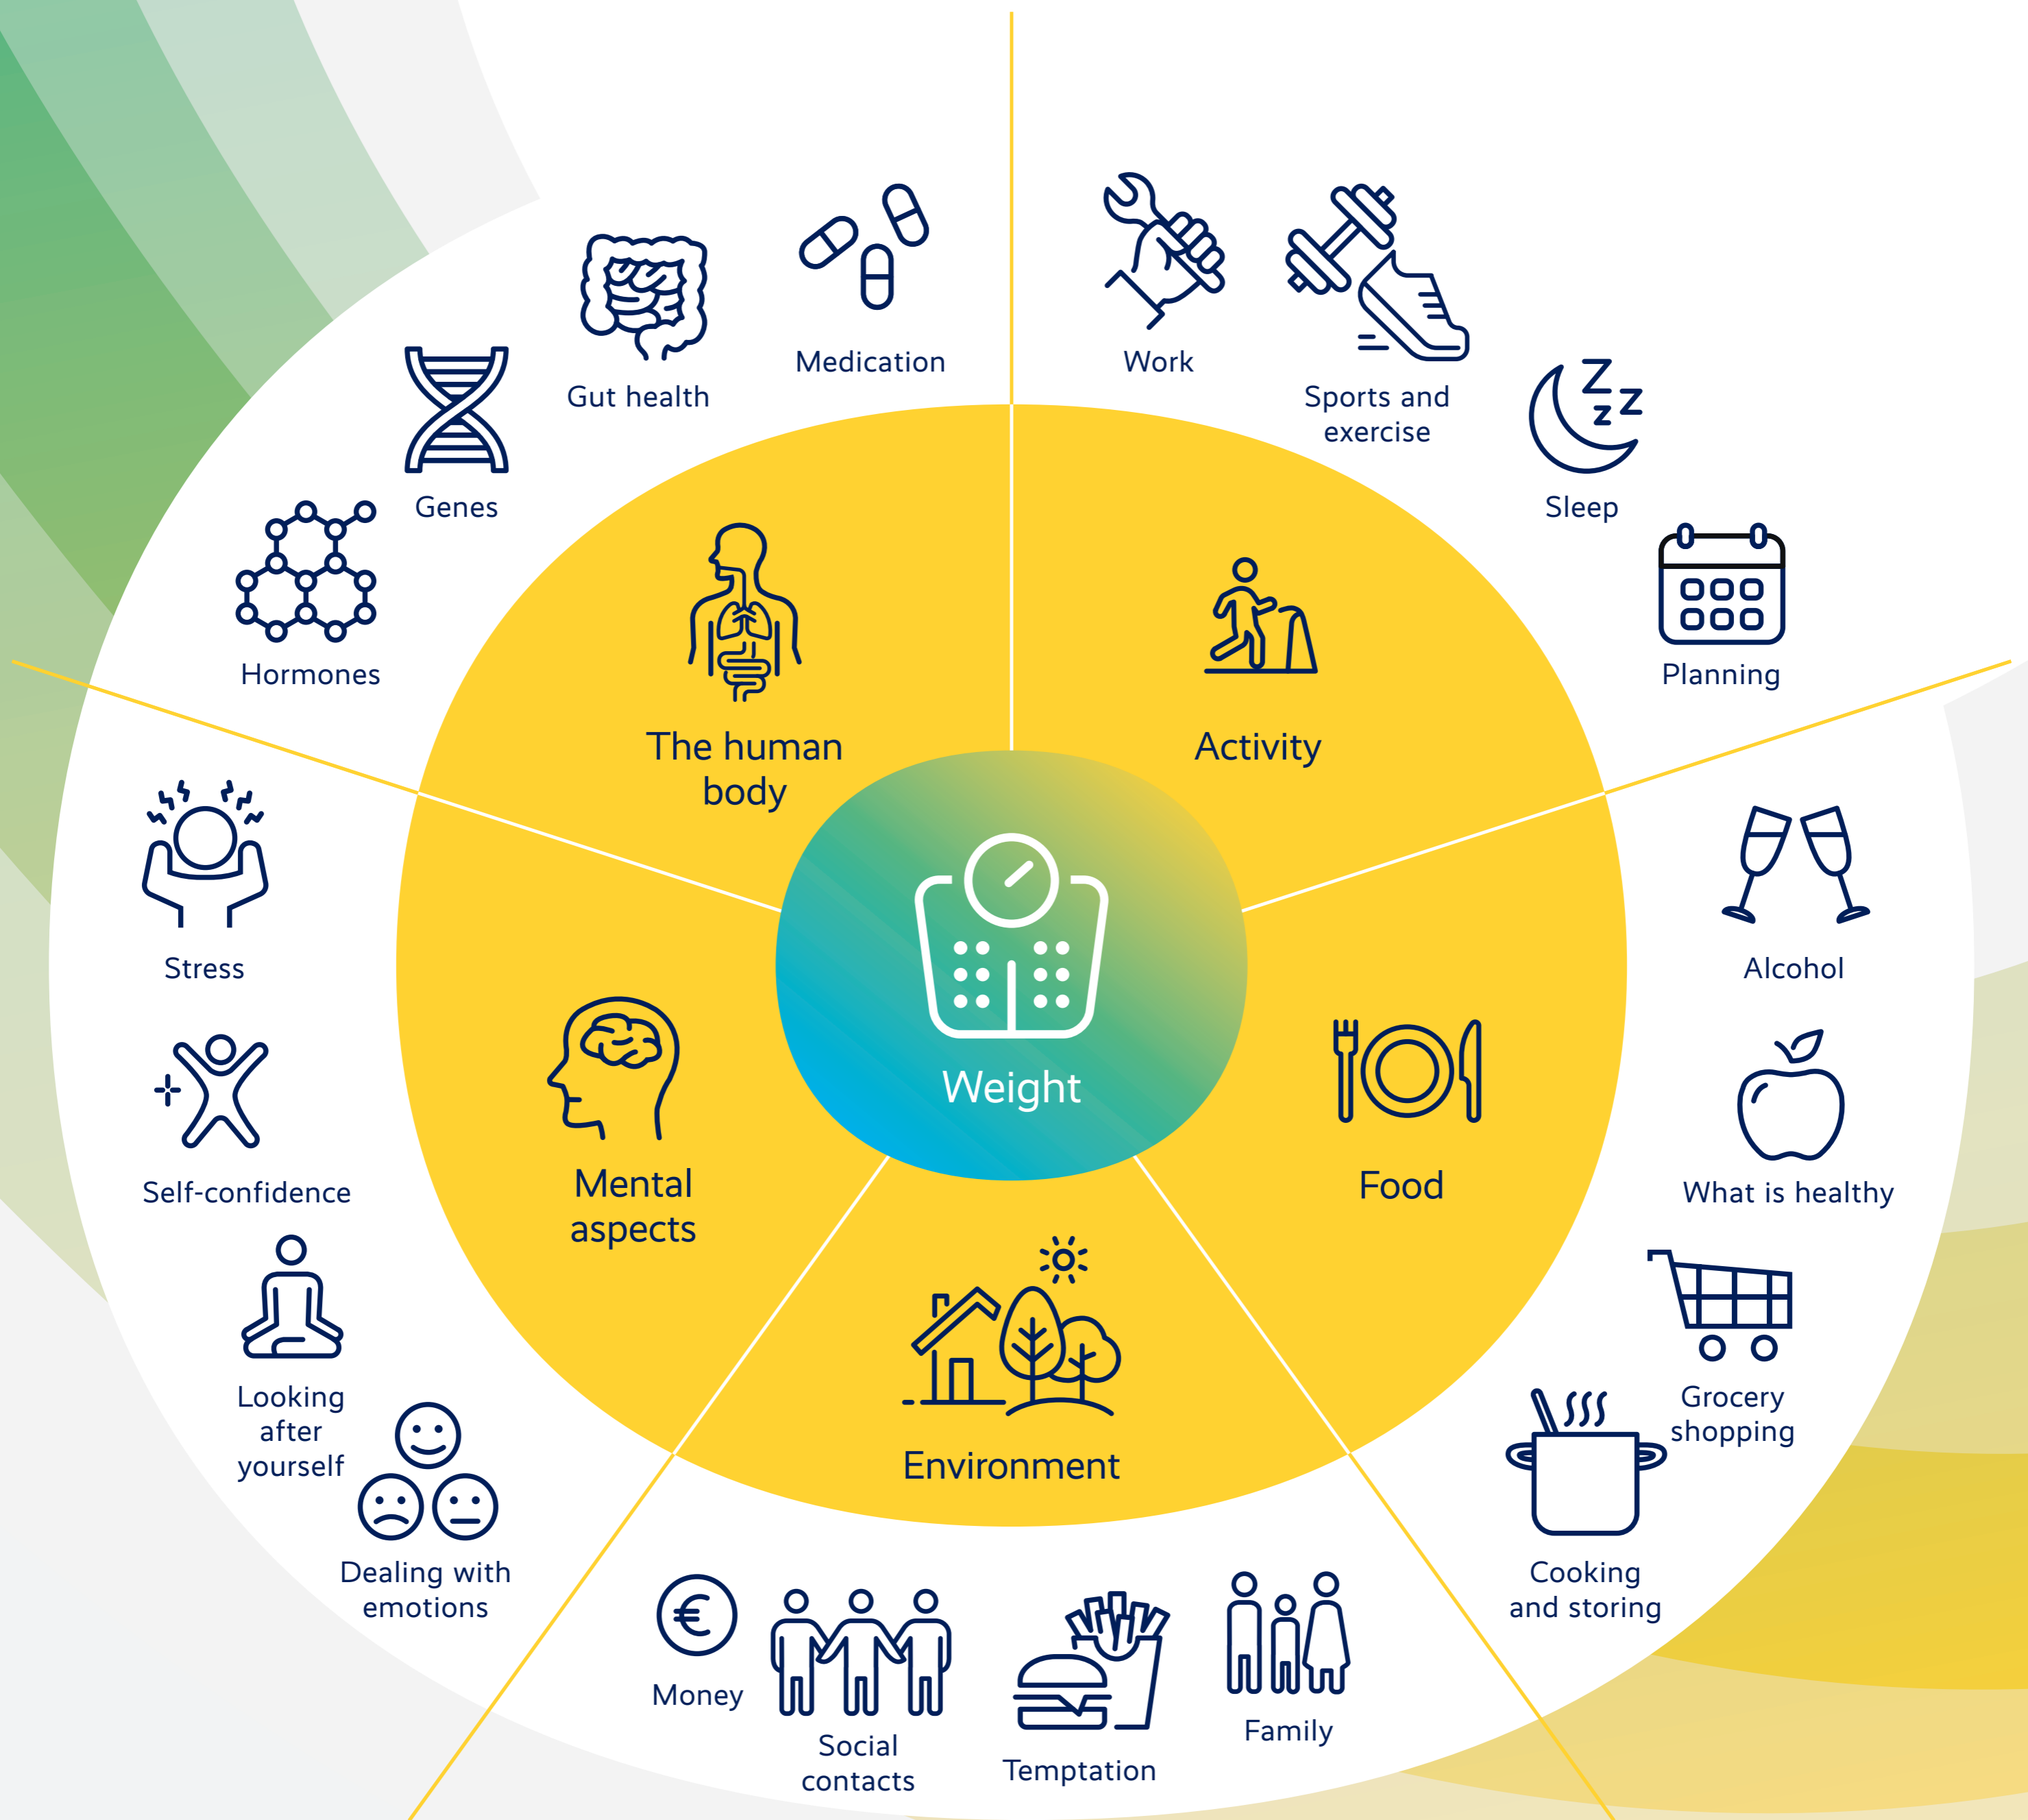 Medication
Work
Gut health
Sports and
exercise
Genes
Sleep
Hormones
Planning
The human
body
Activity
Stress
Alcohol
Weight
Mental
aspects
Food
Self-confidence
What is healthy
Looking
after
yourself
Grocery
shopping
Environment
Dealing with
emotions
Cooking
and storing
€
Money
Social
contacts
Temptation
Family
Z
Z
Z